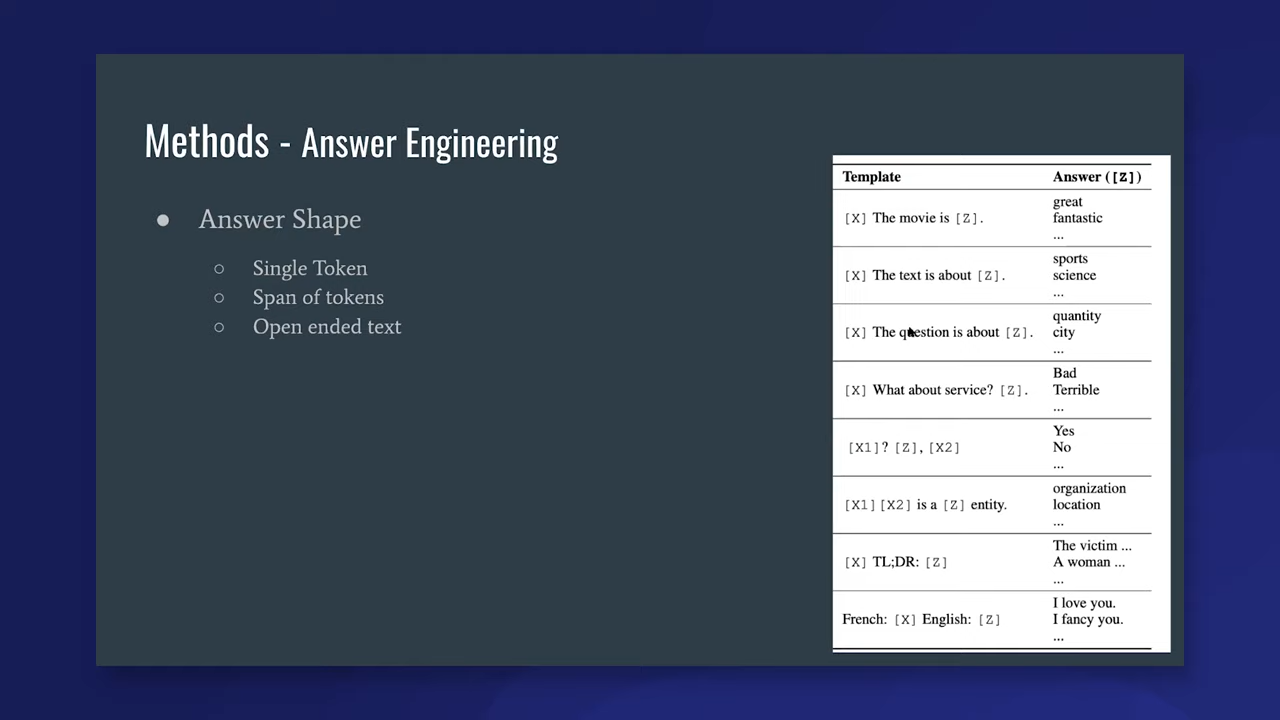 Methods - Answer Engineering
● Answer Shape
○ Single Token
○ Span of tokens
○ Open ended text
Template Answer ([Z])
[X] The movie is [Z].
great
fantastic
...
[X] The text is about [Z].
sports
science
...
[X] The question is about [Z].
quantity
city
...
[X] What about service? [Z].
Bad
Terrible
...
[X1]? [Z], [X2]
Yes
No
...
[X1][X2] is a [Z] entity.
organization
location
...
[X] TL;DR: [Z]
The victim ...
A woman ...
...
French: [X] English: [Z]
I love you.
I fancy you.
...